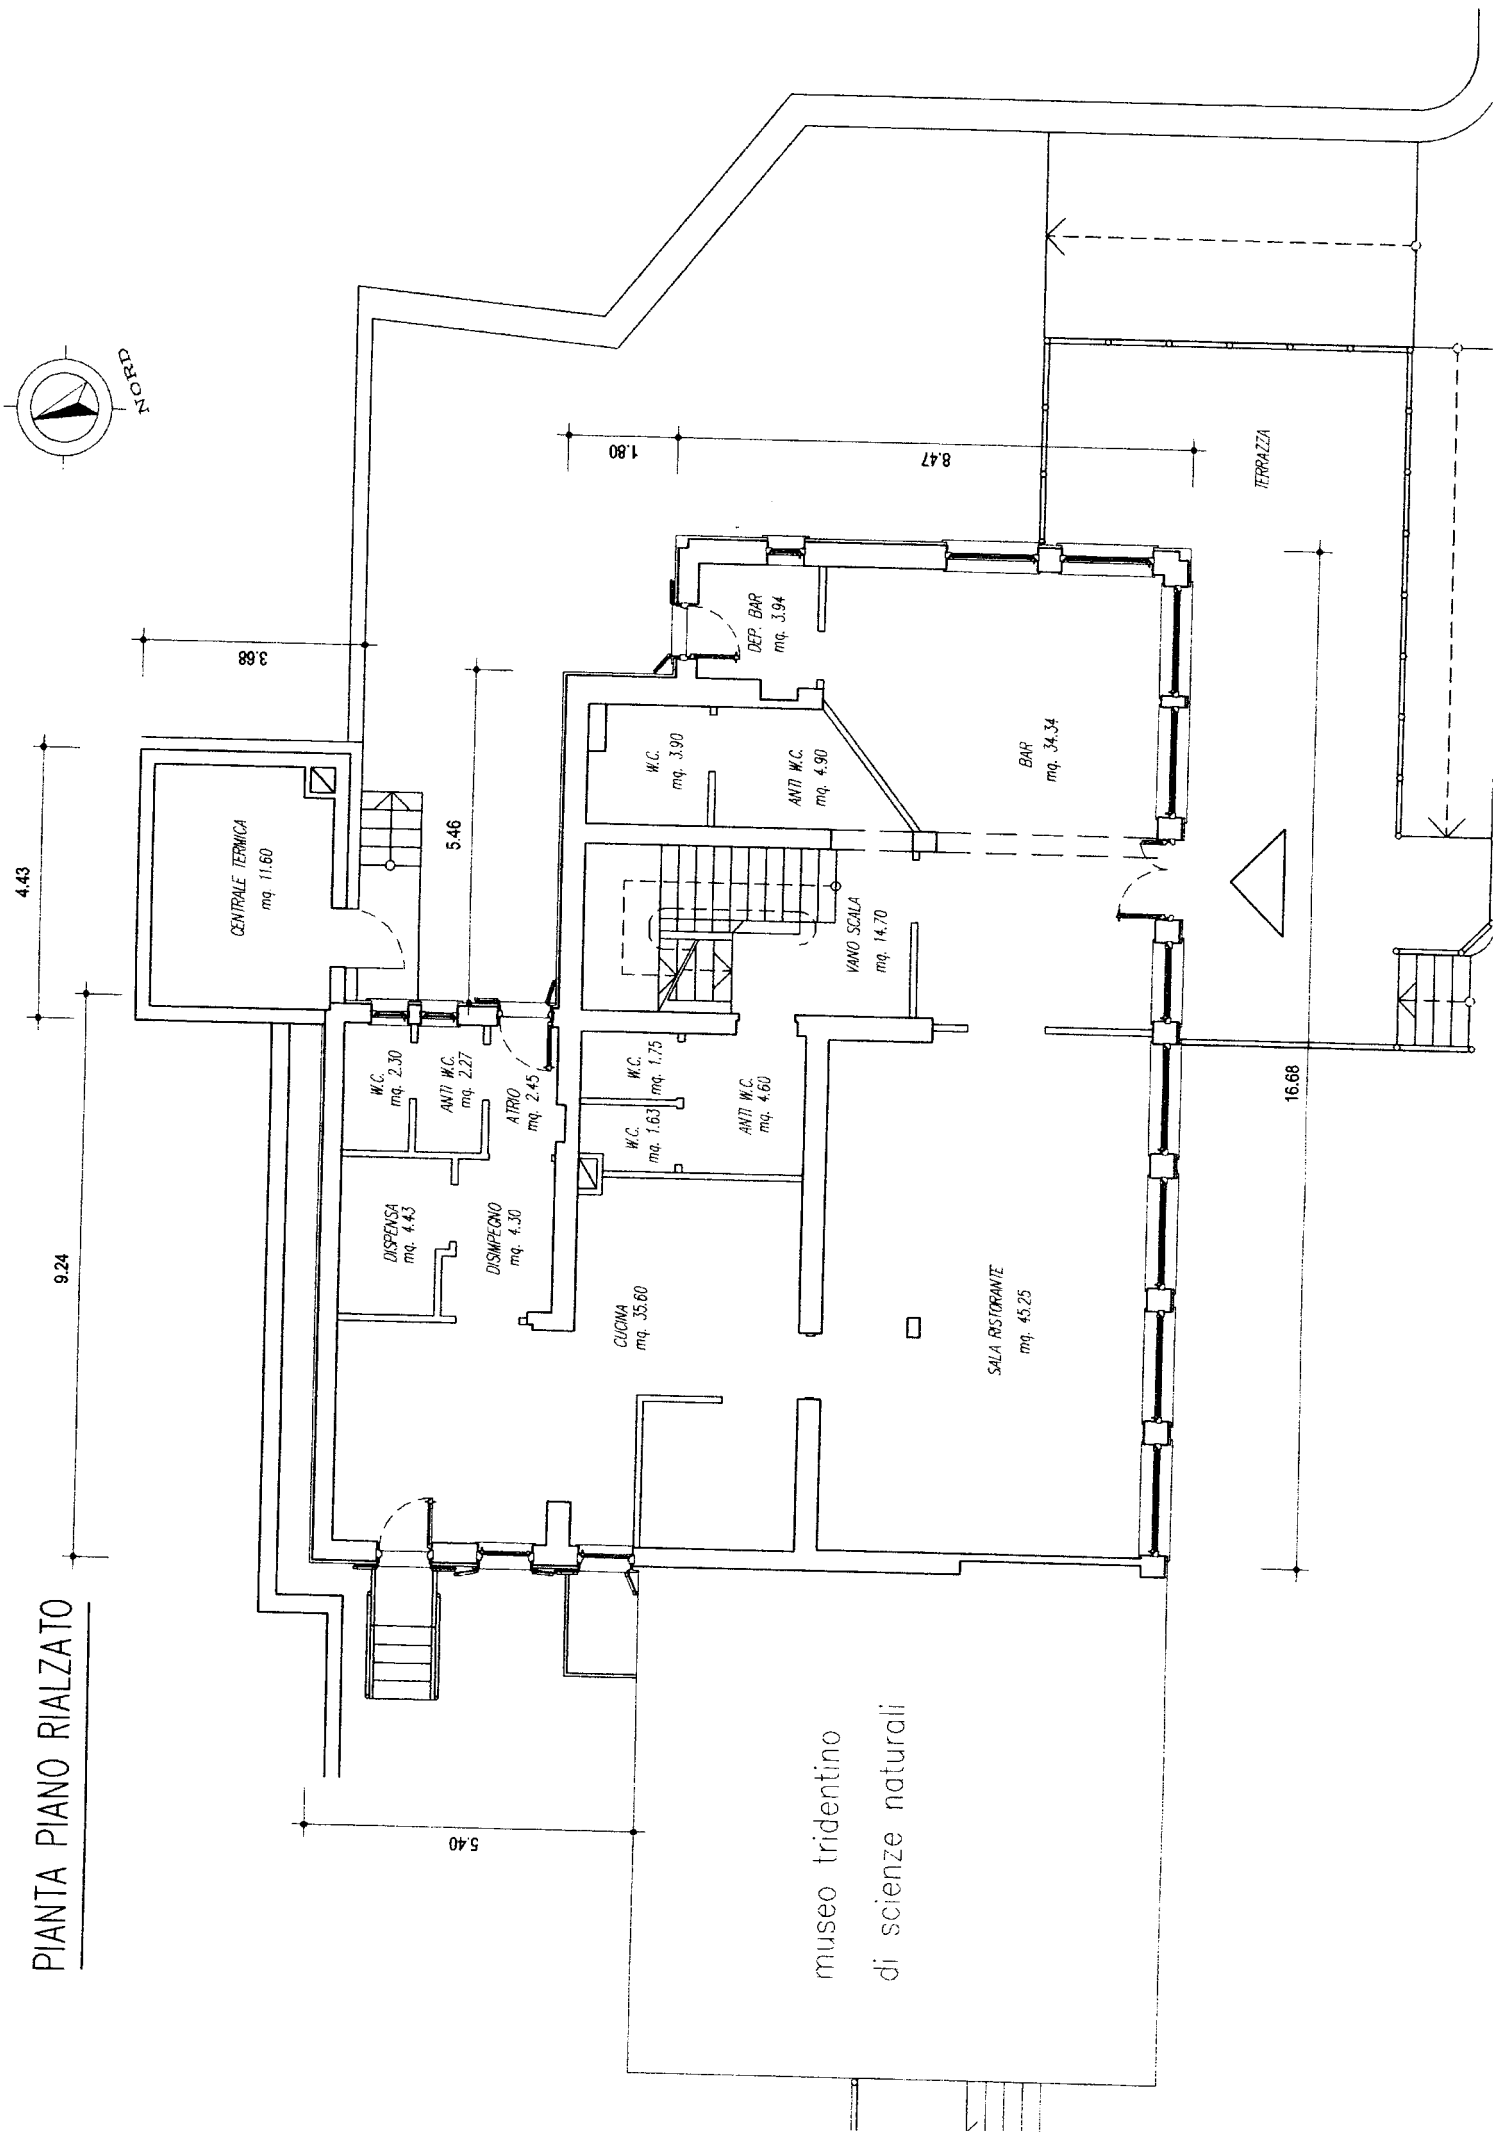 PIANTA PIANO RIALZATO
NORD
4.43
9.24
3.68
5.46
1.80
8.47
16.68
5.40
CENTRALE TERMICA
mq. 11.60
W.C.
mq. 2.30
ANTI W.C.
mq. 2.27
ATRIO
mq. 2.45
DISPENSA
mq. 4.43
DISIMPEGNO
mq. 4.30
CUCINA
mq. 35.60
W.C.
mq. 1.63
W.C.
mq. 1.75
ANTI W.C.
mq. 4.60
VANO SCALA
mq. 14.70
W.C.
mq. 3.90
ANTI W.C.
mq. 4.90
DEP. BAR
mq. 3.94
BAR
mq. 34.34
SALA RISTORANTE
mq. 45.25
TERRAZZA
museo tridentino
di scienze naturali